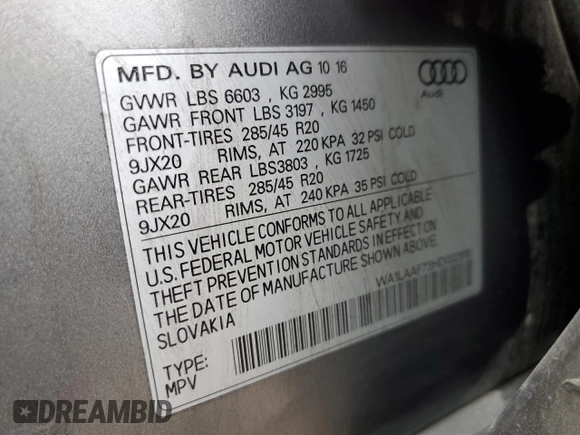 MFD. BY AUDI AG 10 16
Audi
GVWR LBS 6603 , KG 2995
GAWR FRONT LBS 3197 , KG 1450
FRONT-TIRES 285/45 R20
9JX20 RIMS, AT 220 KPA 32 PSI COLD
GAWR REAR LBS3803 , KG 1725
REAR-TIRES 285/45 R20
9JX20 RIMS, AT 240 KPA 35 PSI COLD
THIS VEHICLE CONFORMS TO ALL APPLICABLE
U.S. FEDERAL MOTOR VEHICLE SAFETY AND
THEFT PREVENTION STANDARDS IN EFFECT ON
THE DATE OF MANUFACTURE SHOWN ABOVE.
SLOVAKIA
TYPE:
MPV
DREAMBID